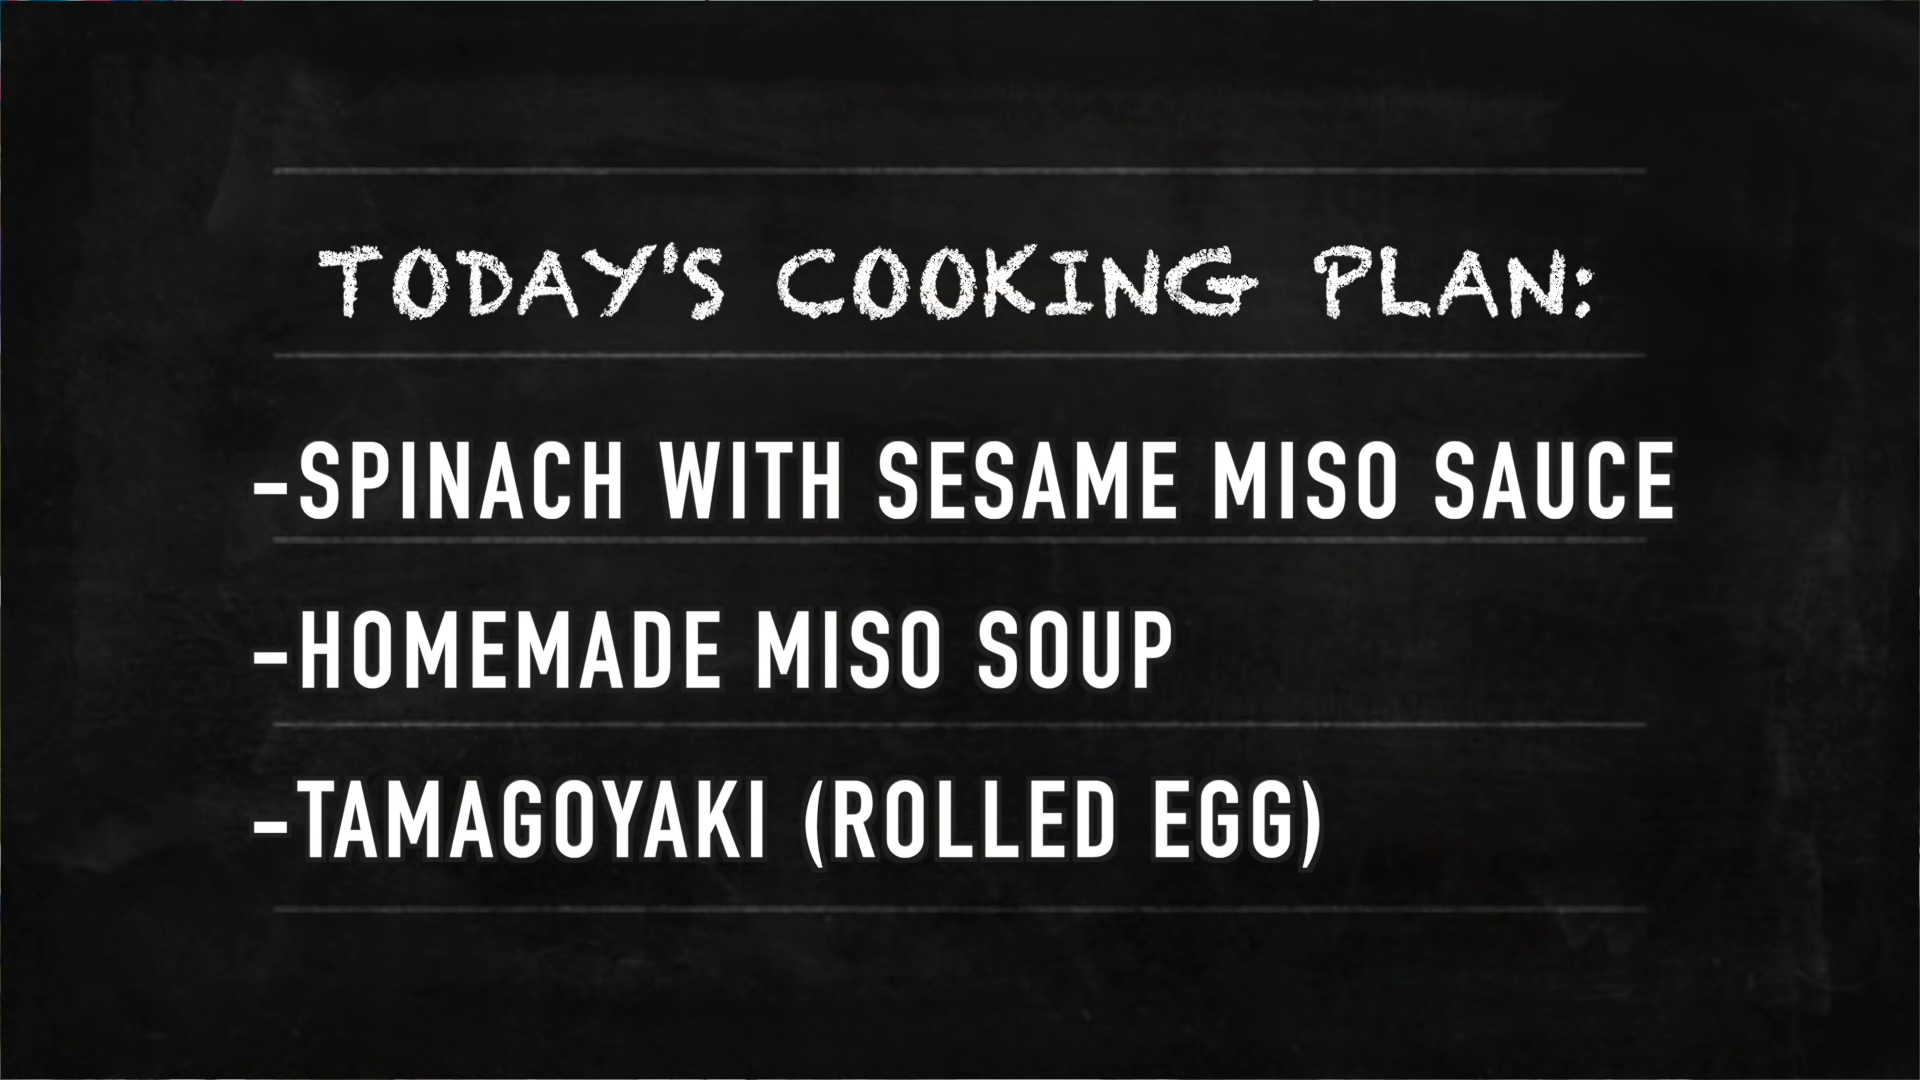 TODAY'S COOKING PLAN:
-SPINACH WITH SESAME MISO SAUCE
-HOMEMADE MISO SOUP
-TAMAGOYAKI (ROLLED EGG)